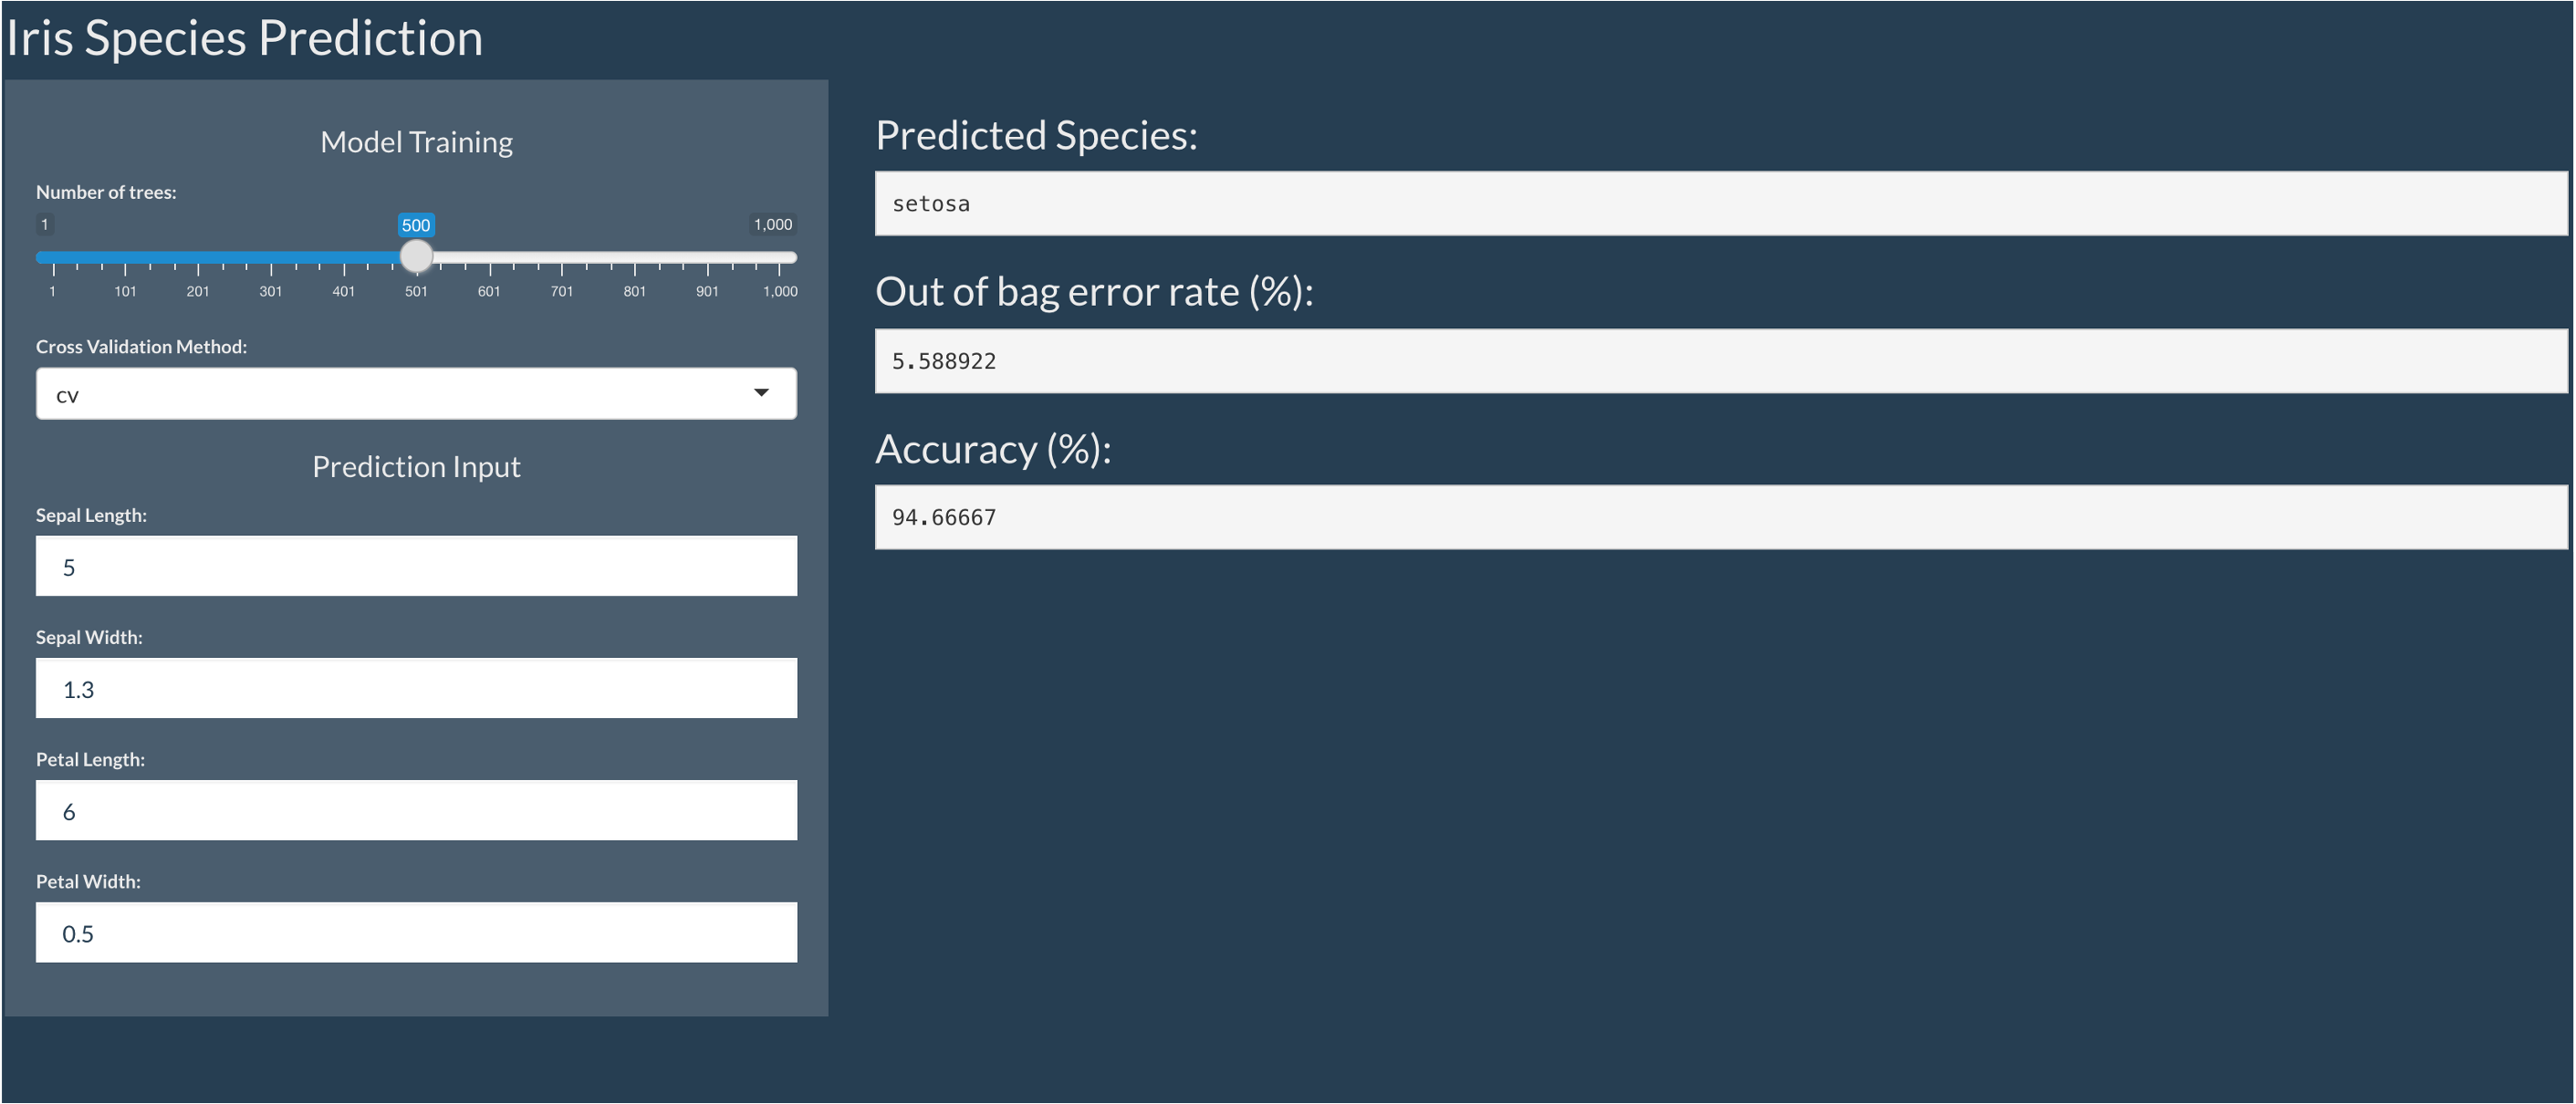 Iris Species Prediction
Model Training
Number of trees:
1 500 1,000
1 101 201 301 401 501 601 701 801 901 1,000
Cross Validation Method:
cv
Prediction Input
Sepal Length:
5
Sepal Width:
1.3
Petal Length:
6
Petal Width:
0.5
Predicted Species:
setosa
Out of bag error rate (%):
5.588922
Accuracy (%):
94.66667